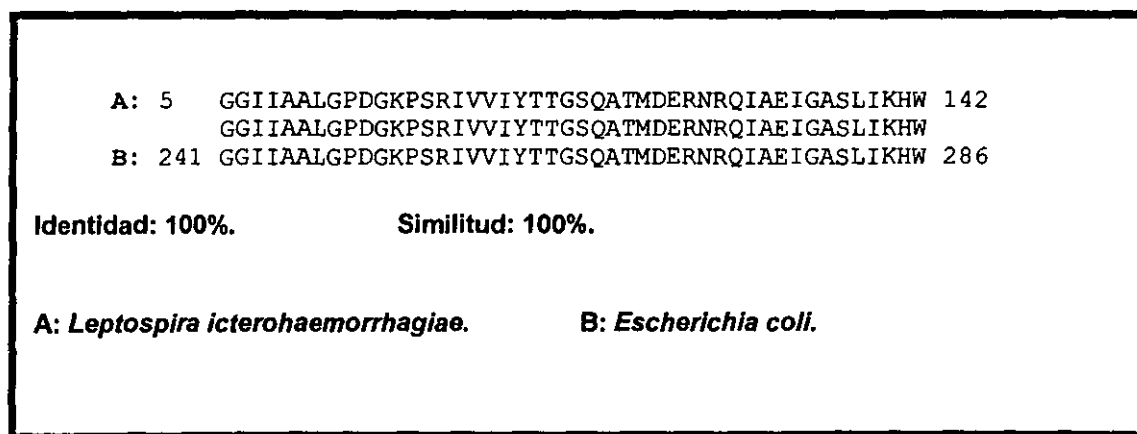 A: 5 GGIIAALGPDGKPSRIVVIYTTGSQATMDERNRQIAEIGASLIKHW 142
GGIIAALGPDGKPSRIVVIYTTGSQATMDERNRQIAEIGASLIKHW
B: 241 GGIIAALGPDGKPSRIVVIYTTGSQATMDERNRQIAEIGASLIKHW 286
Identidad: 100%. Similitud: 100%.
A: Leptospira icterohaemorrhagiae. B: Escherichia coli.